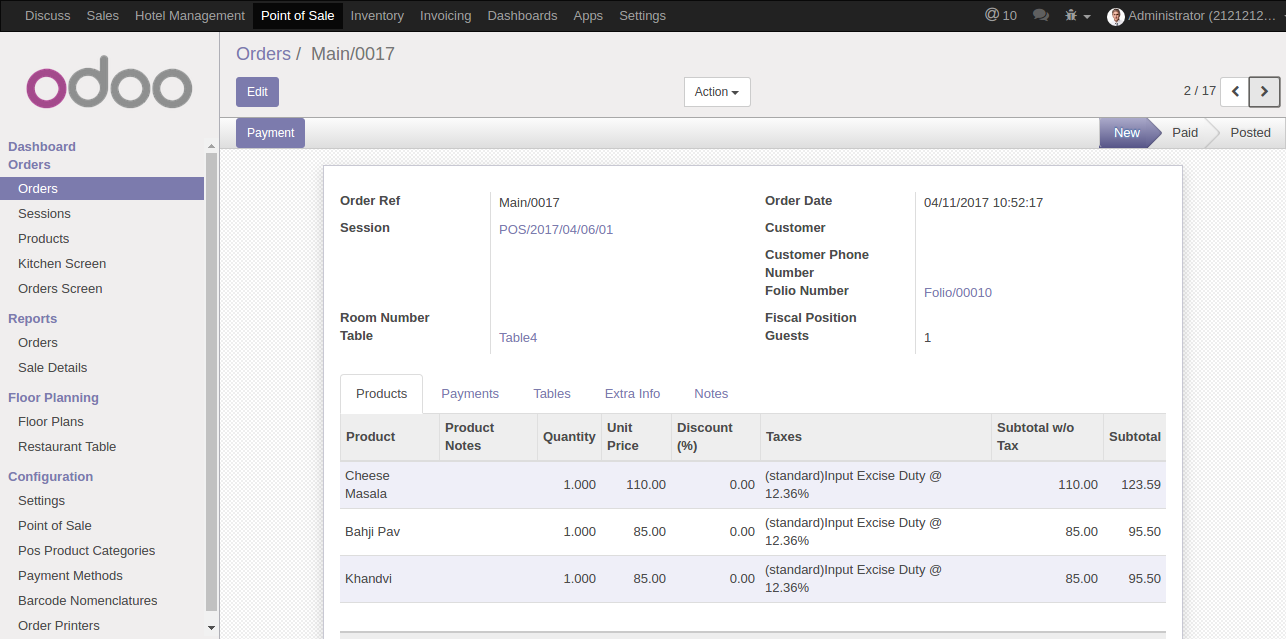 Discuss Sales Hotel Management Point of Sale Inventory Invoicing Dashboards Apps Settings @ 10 Administrator (2121212...
odoo
Dashboard
Orders
Orders
Sessions
Products
Kitchen Screen
Orders Screen
Reports
Orders
Sale Details
Floor Planning
Floor Plans
Restaurant Table
Configuration
Settings
Point of Sale
Pos Product Categories
Payment Methods
Barcode Nomenclatures
Order Printers
Orders / Main/0017
Edit Action 2 / 17
Payment New Paid Posted
Order Ref Main/0017
Session POS/2017/04/06/01
Room Number
Table Table4
Order Date 04/11/2017 10:52:17
Customer
Customer Phone
Number
Folio Number Folio/00010
Fiscal Position
Guests 1
Products Payments Tables Extra Info Notes
Product Product Notes Quantity Unit Price Discount (%) Taxes Subtotal w/o Tax Subtotal
Cheese Masala 1.000 110.00 0.00 (standard)Input Excise Duty @ 12.36% 110.00 123.59
Bahji Pav 1.000 85.00 0.00 (standard)Input Excise Duty @ 12.36% 85.00 95.50
Khandvi 1.000 85.00 0.00 (standard)Input Excise Duty @ 12.36% 85.00 95.50